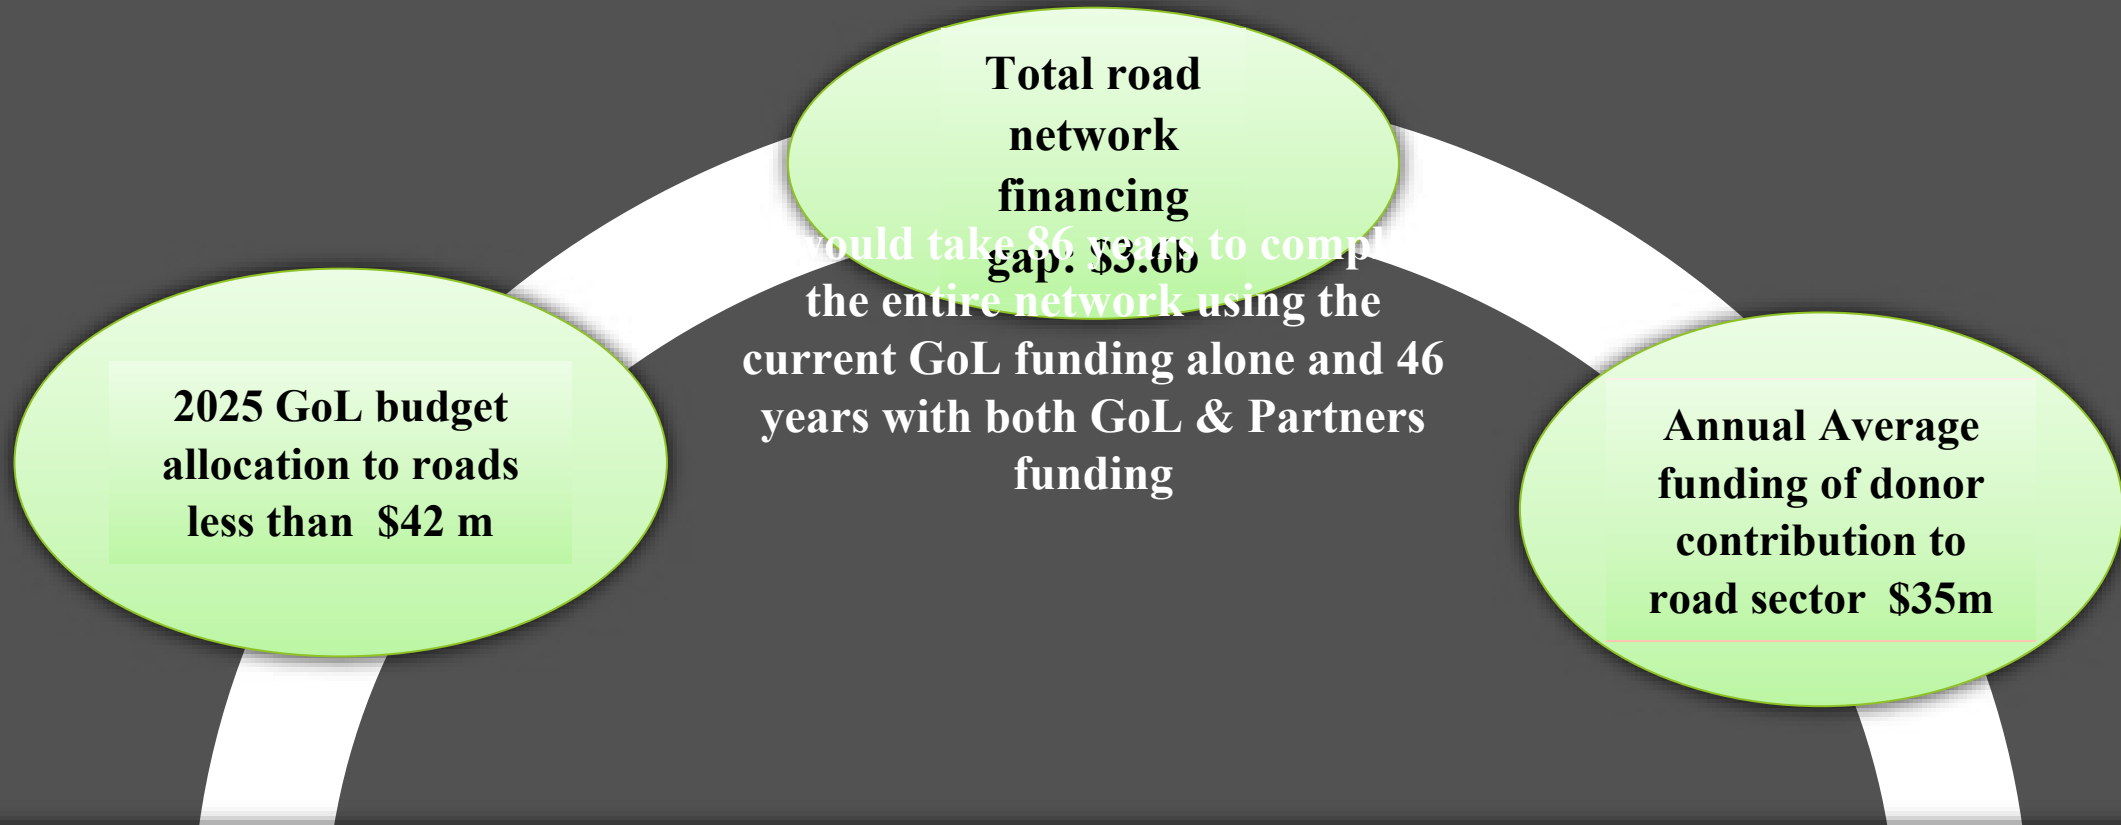 Total road
network
financing
gap: $3.6b
would take 86 years to
the entire network using the
current GoL funding alone and 46
years with both GoL & Partners
funding
2025 GoL budget
allocation to roads
less than $42 m
Annual Average
funding of donor
contribution to
road sector $35m